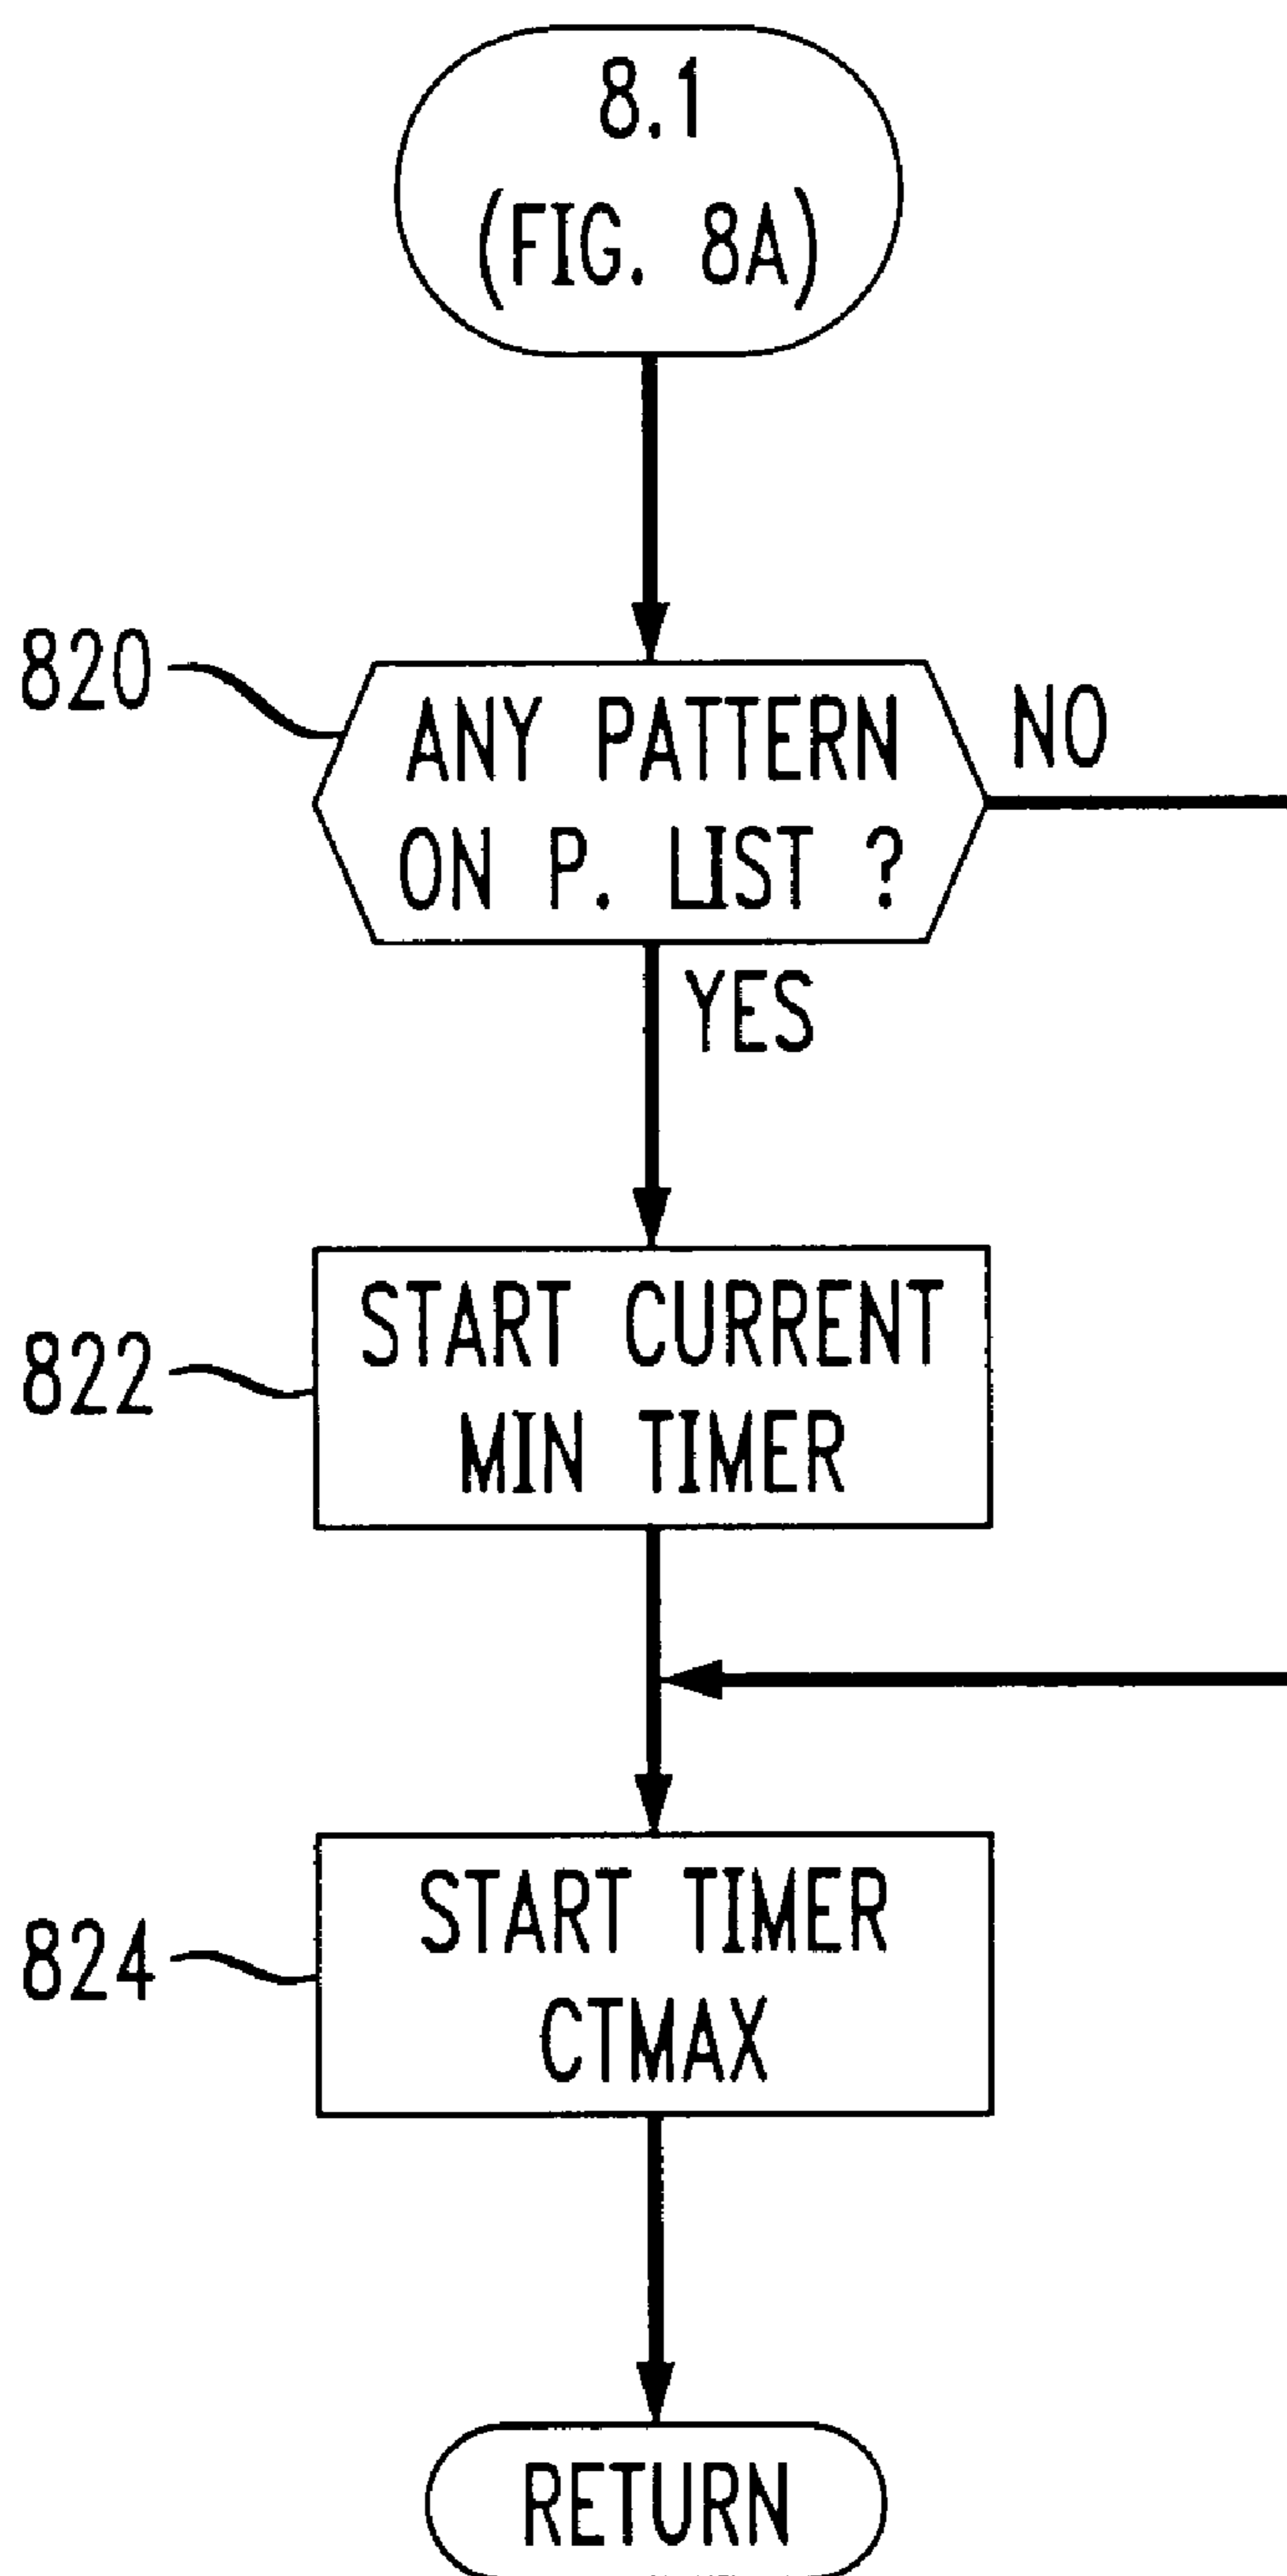 8.1
(FIG. 8A)
820
ANY PATTERN
ON P. LIST ?
NO
YES
822
START CURRENT
MIN TIMER
824
START TIMER
CTMAX
RETURN